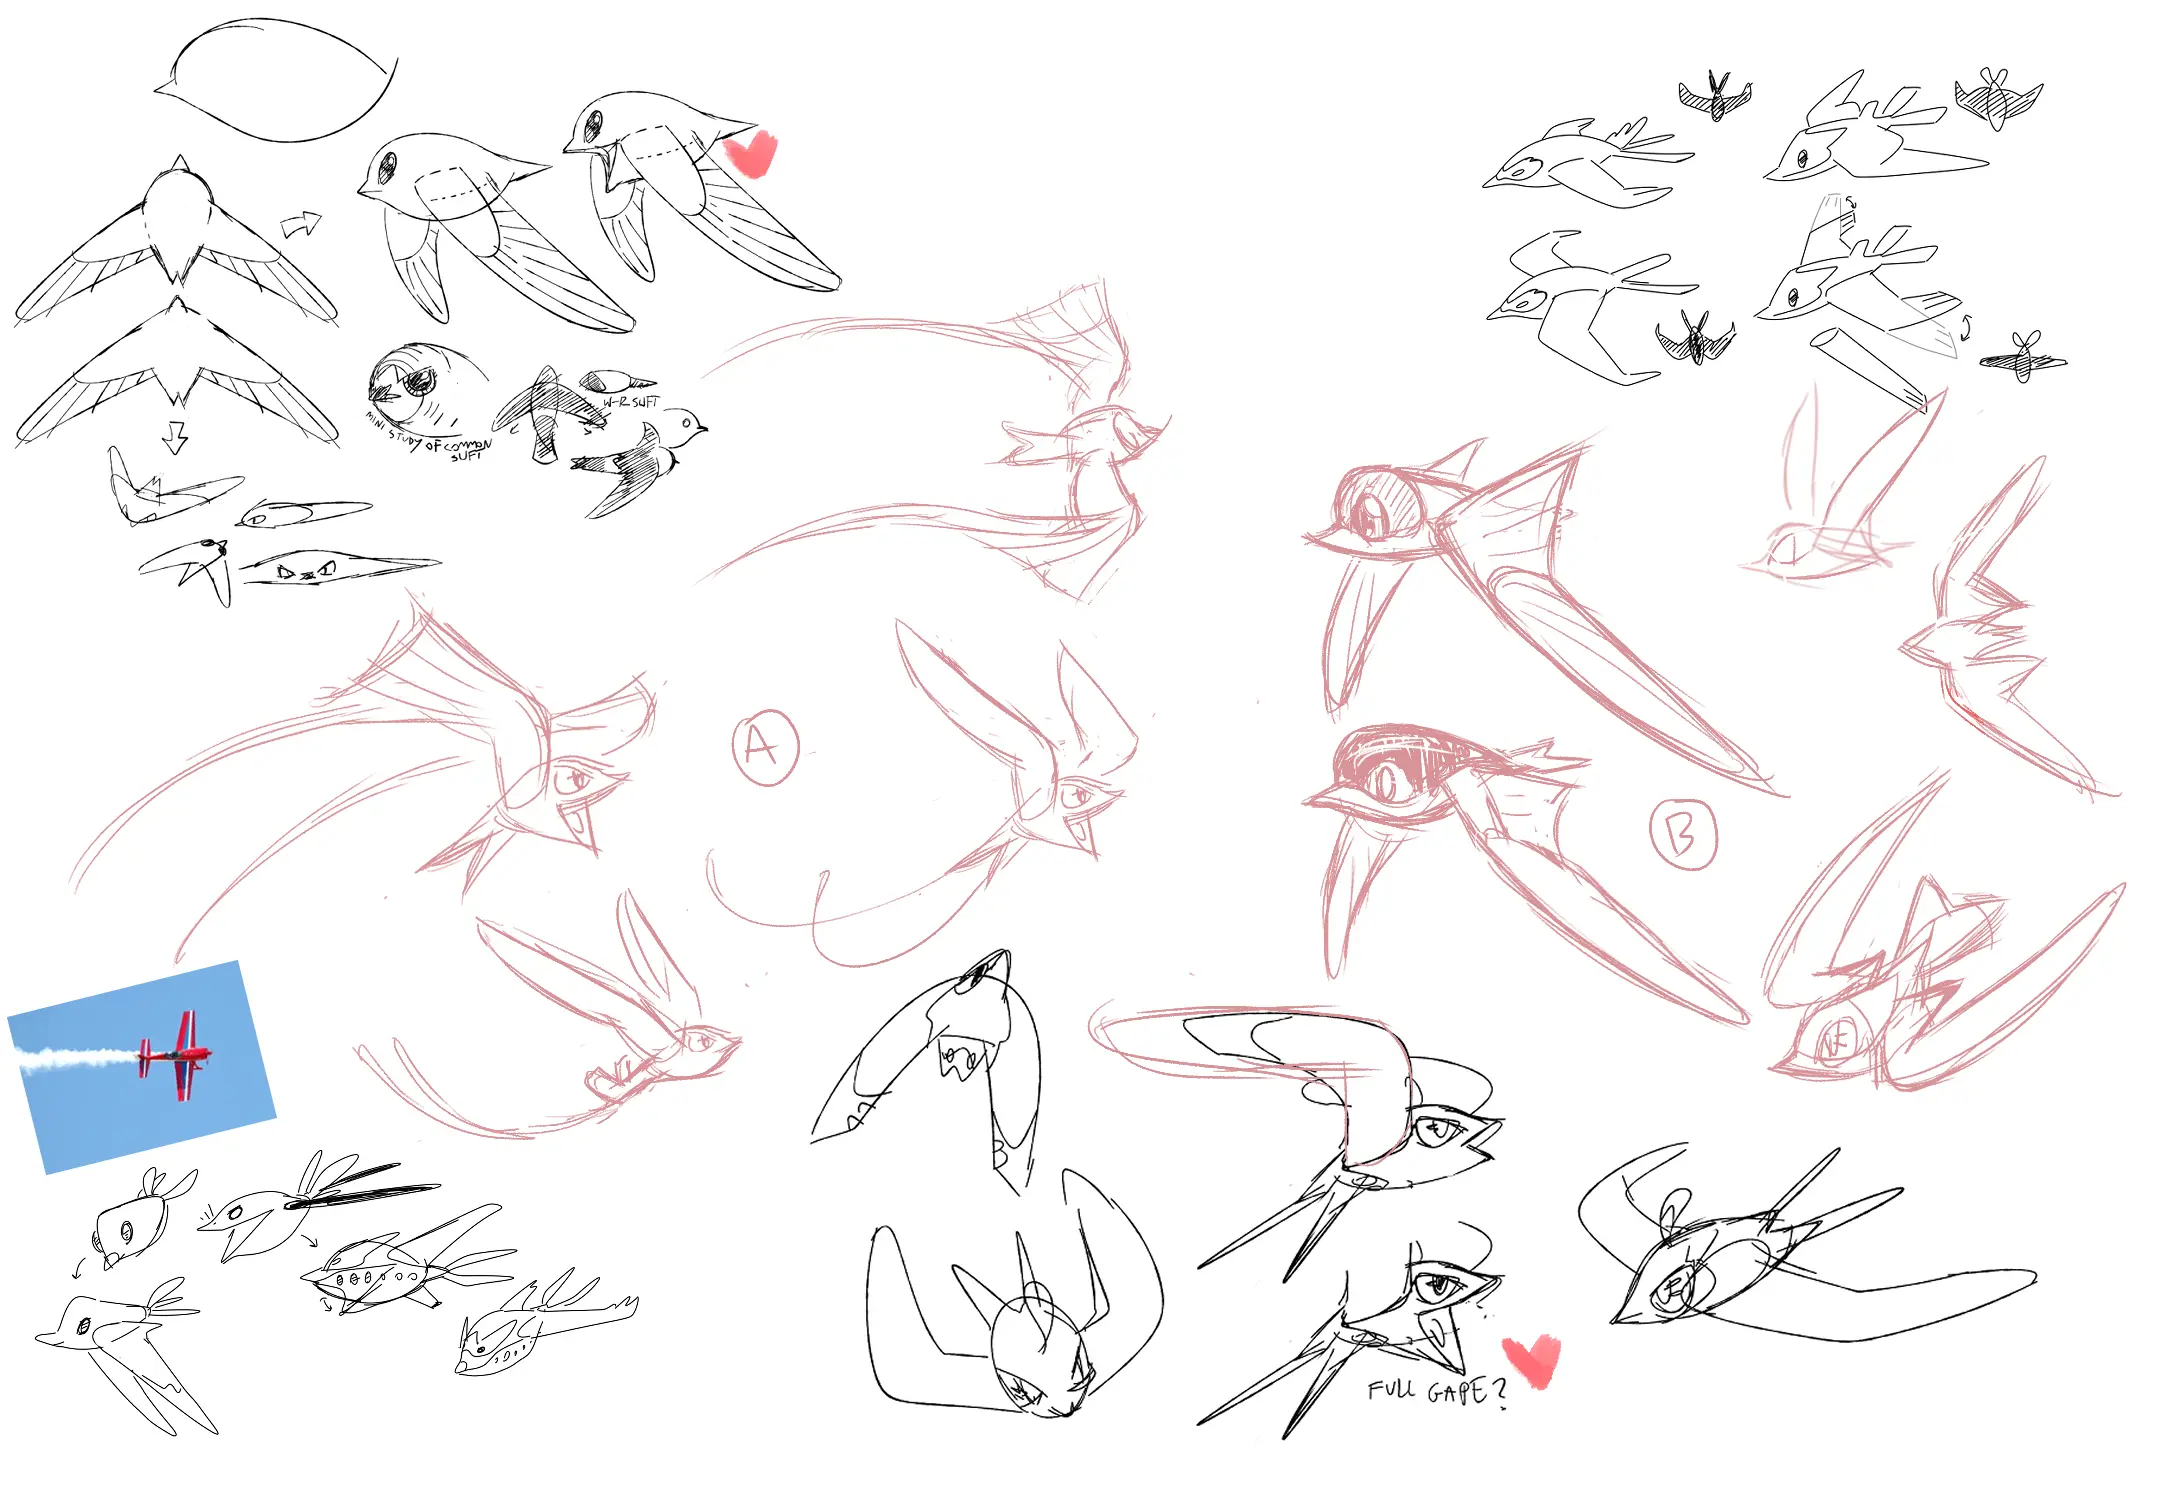 MINI STUDY OF COMMON
SUFT
W-R SUFT
A
B
FULL GAPE?